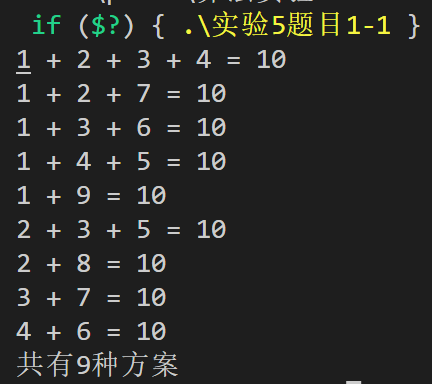 if ($?) { .\实验5题目1-1 }
1 + 2 + 3 + 4 = 10
1 + 2 + 7 = 10
1 + 3 + 6 = 10
1 + 4 + 5 = 10
1 + 9 = 10
2 + 3 + 5 = 10
2 + 8 = 10
3 + 7 = 10
4 + 6 = 10
共有9种方案